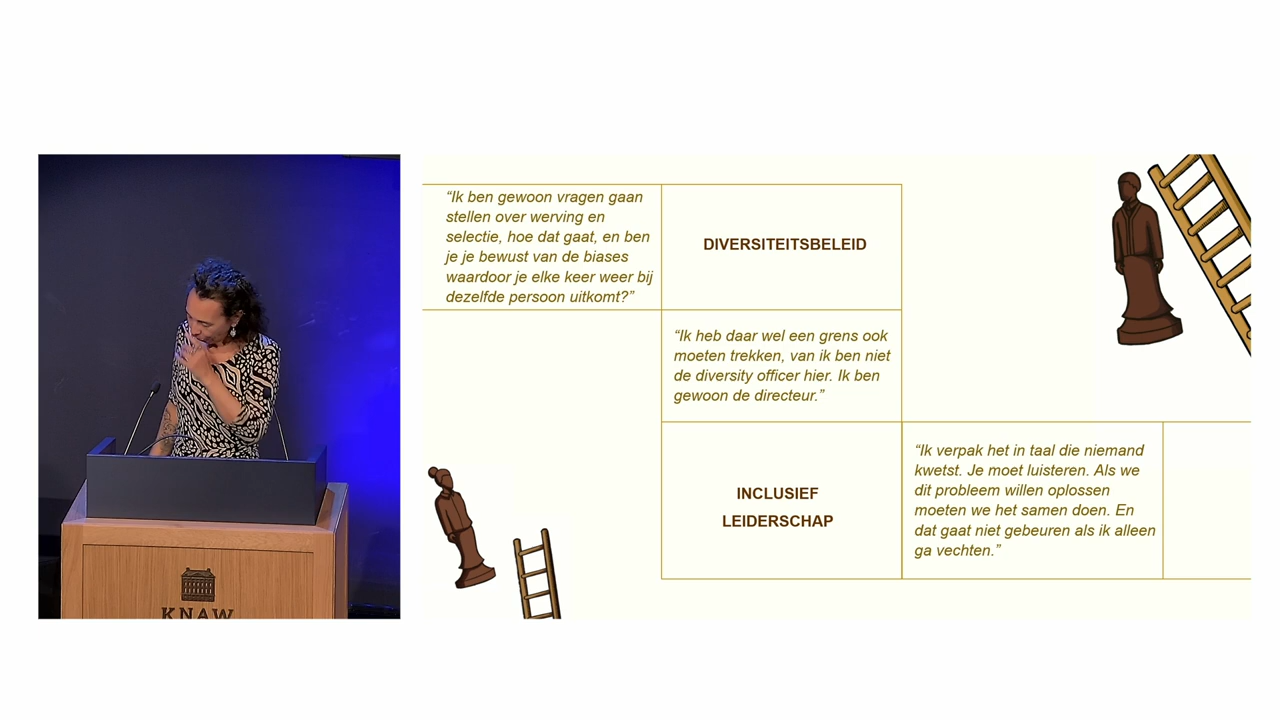 “Ik ben gewoon vragen gaan
stellen over werving en
selectie, hoe dat gaat, en ben
je je bewust van de biases
waardoor je elke keer weer bij
dezelfde persoon uitkomt?”
DIVERSITEITSBELEID
“Ik heb daar wel een grens ook
moeten trekken, van ik ben niet
de diversity officer hier. Ik ben
gewoon de directeur.”
INCLUSIEF
LEIDERSCHAP
“Ik verpak het in taal die niemand
kwetst. Je moet luisteren. Als we
dit probleem willen oplossen
moeten we het samen doen. En
dat gaat niet gebeuren als ik alleen
ga vechten.”
KNAW